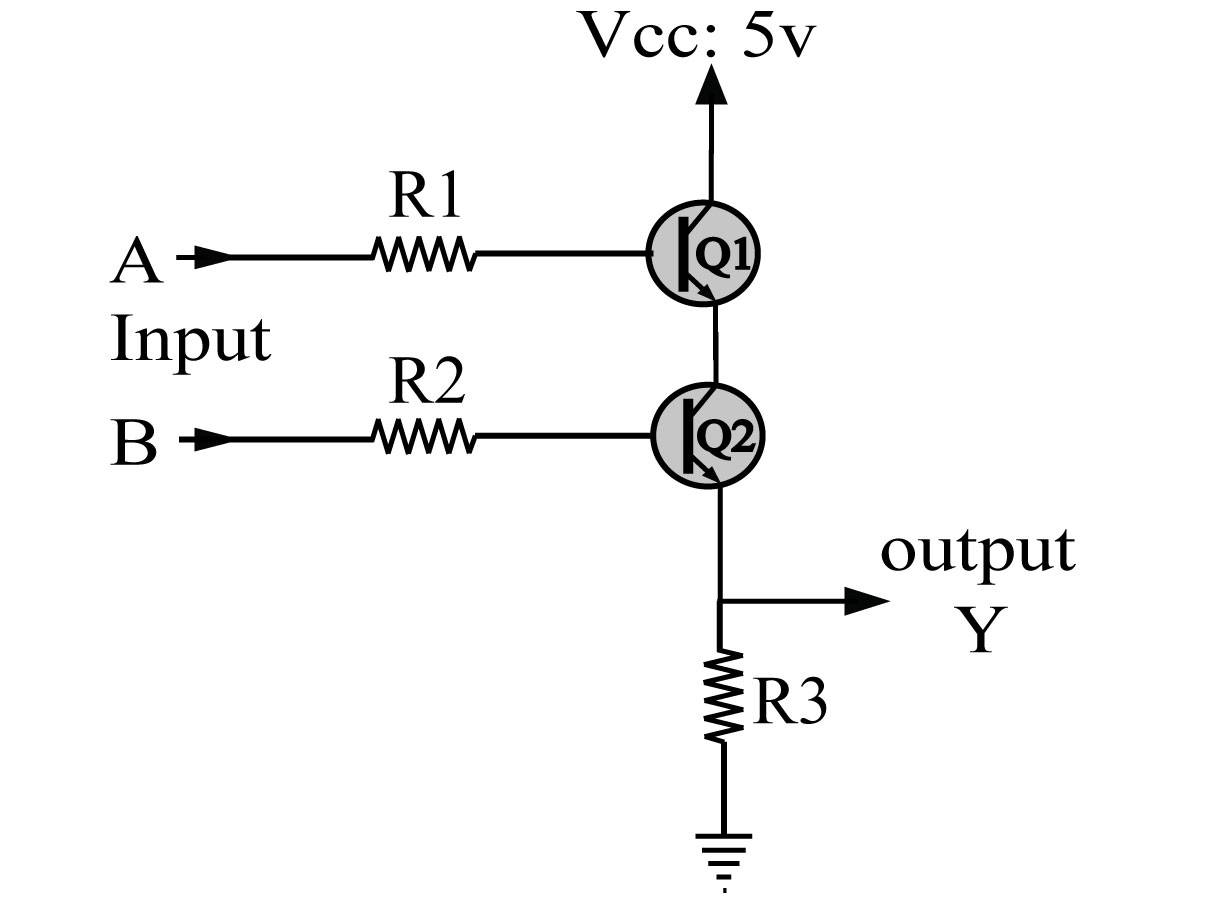 Vcc: 5v
R1
A
Q1
Input
R2
B
Q2
output
Y
R3